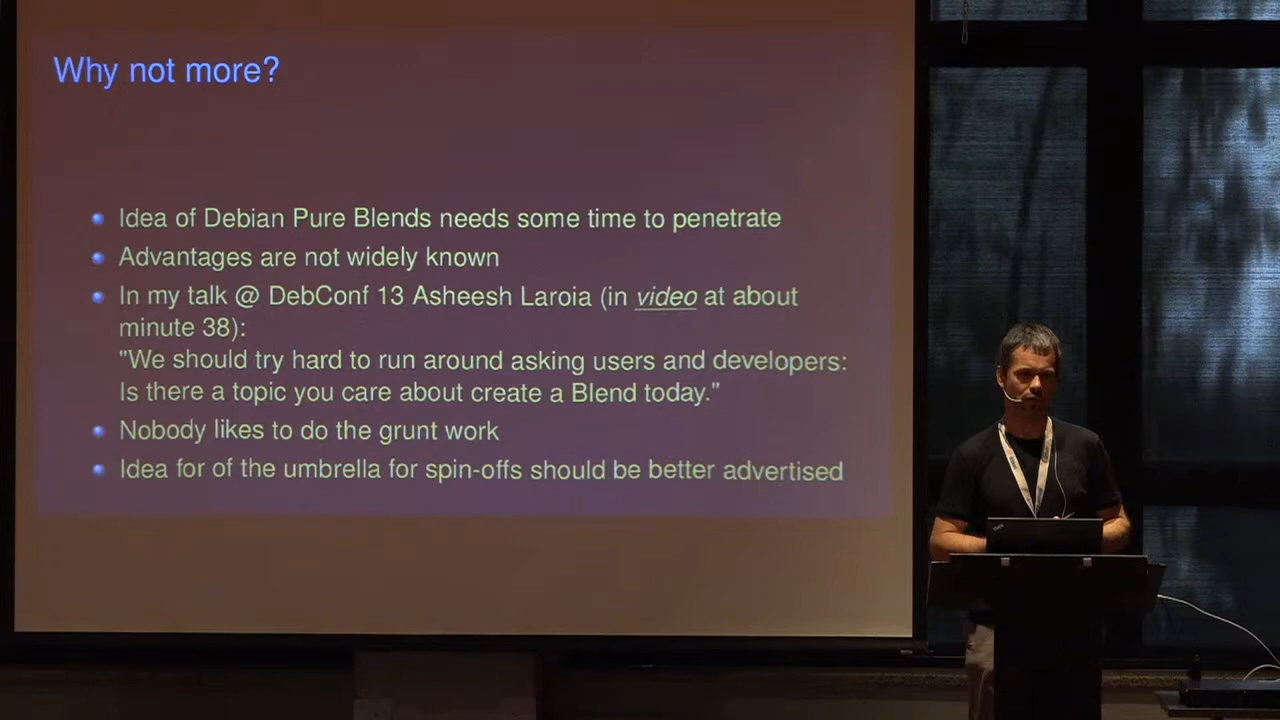 Why not more?
Idea of Debian Pure Blends needs some time to penetrate
Advantages are not widely known
In my talk @ DebConf 13 Asheesh Laroia (in video at about
minute 38):
"We should try hard to run around asking users and developers:
Is there a topic you care about create a Blend today."
Nobody likes to do the grunt work
Idea for of the umbrella for spin-offs should be better advertised